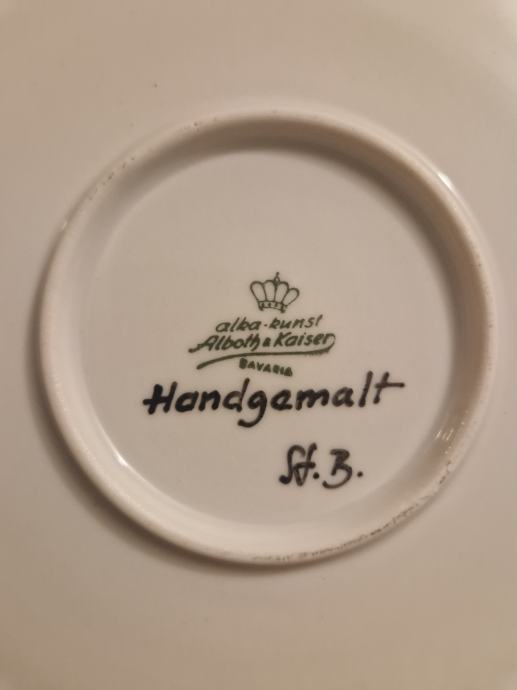 alka-kunst
Alboth & Kaiser
BAVARIA
Handgemalt
St. B.